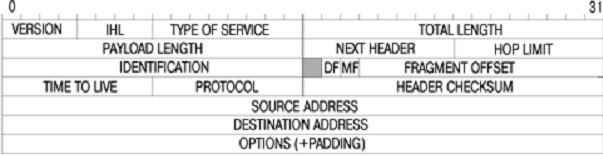 0 31
VERSION IHL TYPE OF SERVICE TOTAL LENGTH
PAYLOAD LENGTH NEXT HEADER HOP LIMIT
IDENTIFICATION DF MF FRAGMENT OFFSET
TIME TO LIVE PROTOCOL HEADER CHECKSUM
SOURCE ADDRESS
DESTINATION ADDRESS
OPTIONS (+PADDING)